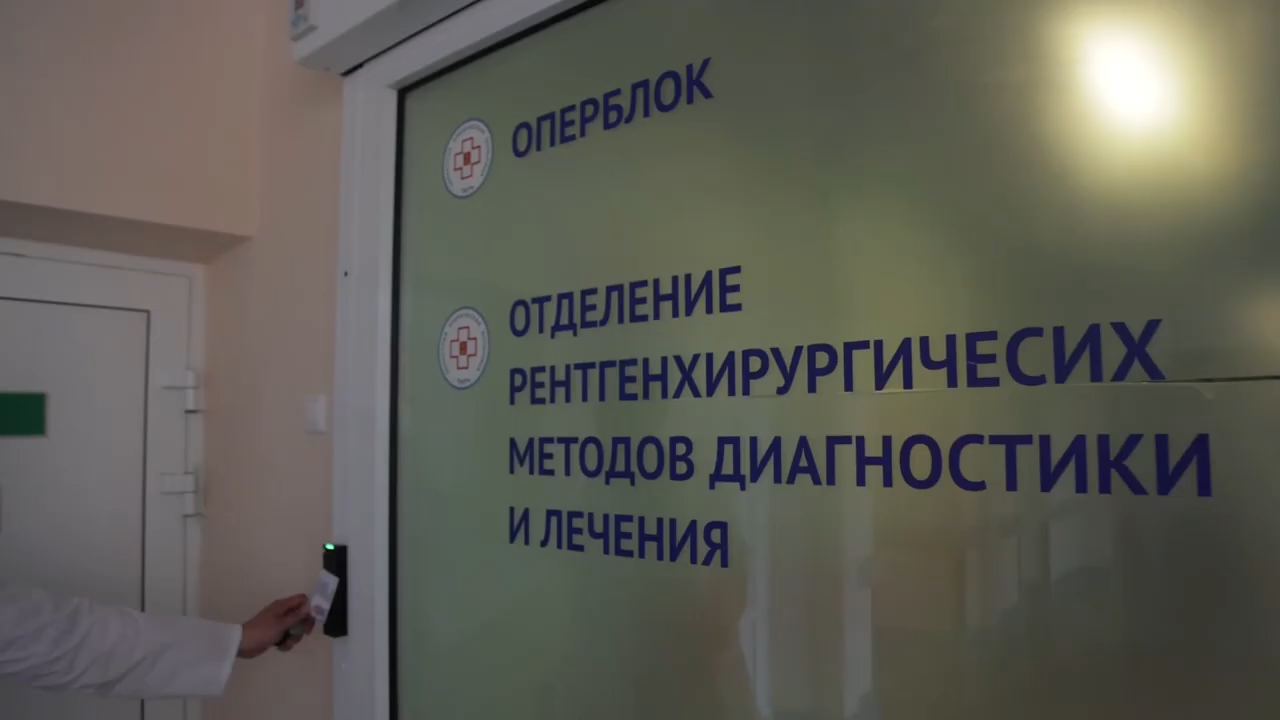 ОПЕРБЛОК
ОТДЕЛЕНИЕ
РЕНТГЕНХИРУРГИЧЕСИХ
МЕТОДОВ ДИАГНОСТИКИ
И ЛЕЧЕНИЯ